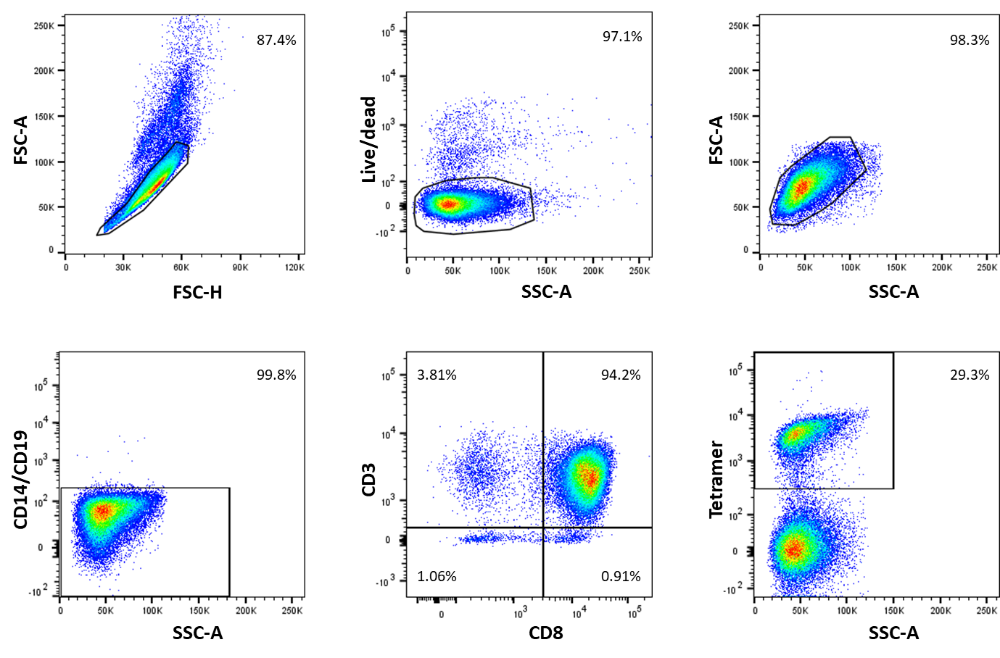 87.4%
FSC-A
250K
200K
150K
100K
50K
0
0 30K 60K 90K 120K
FSC-H
97.1%
Live/dead
10^5
10^4
10^3
10^2
0
-10^2
0 50K 100K 150K 200K 250K
SSC-A
98.3%
FSC-A
250K
200K
150K
100K
50K
0
0 50K 100K 150K 200K 250K
SSC-A
99.8%
CD14/CD19
10^5
10^4
10^3
10^2
0
-10^2
0 50K 100K 150K 200K 250K
SSC-A
3.81% 94.2%
CD3
10^5
10^4
10^3
0
-10^3
1.06% 0.91%
0 10^3 10^4 10^5
CD8
29.3%
Tetramer
10^5
10^4
10^3
10^2
0
-10^2
0 50K 100K 150K 200K 250K
SSC-A